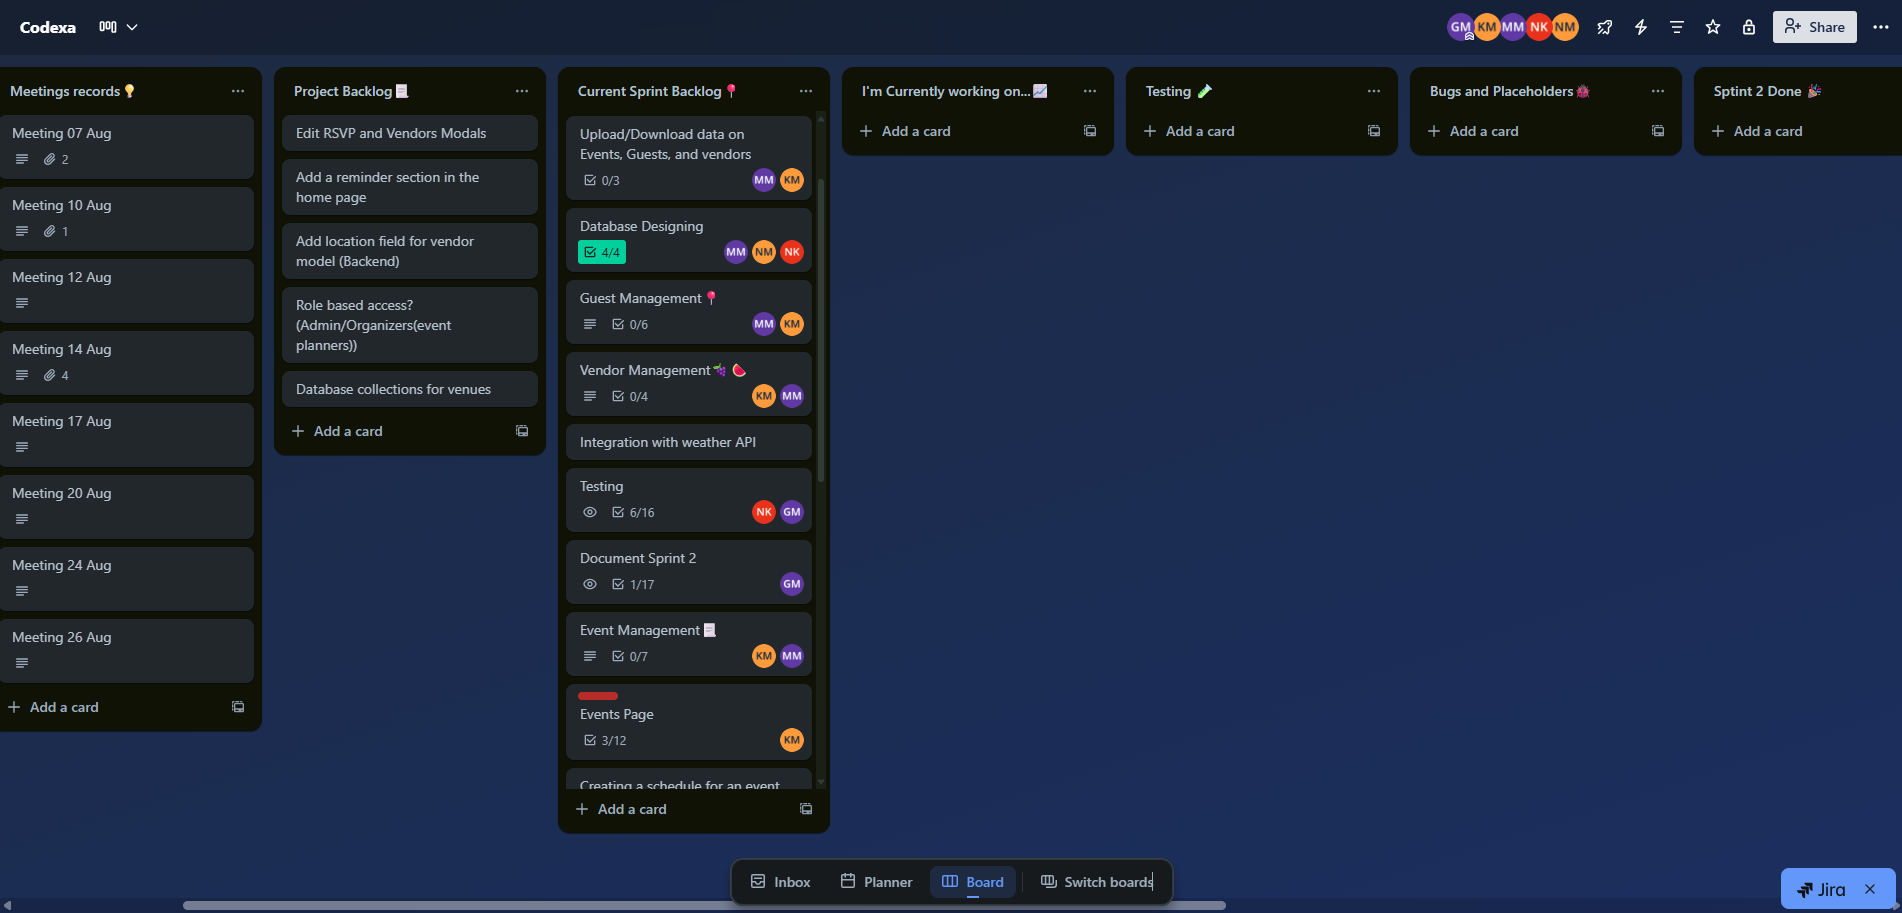 Codexa
GM KM MM NK NM
Share
Meetings records
Meeting 07 Aug
2
Meeting 10 Aug
1
Meeting 12 Aug
Meeting 14 Aug
4
Meeting 17 Aug
Meeting 20 Aug
Meeting 24 Aug
Meeting 26 Aug
Add a card
Project Backlog
Edit RSVP and Vendors Modals
Add a reminder section in the
home page
Add location field for vendor
model (Backend)
Role based access?
(Admin/Organizers(event
planners))
Database collections for venues
Add a card
Current Sprint Backlog
Upload/Download data on
Events, Guests, and vendors
0/3 MM KM
Database Designing
4/4 MM NM NK
Guest Management
0/6 MM KM
Vendor Management
0/4 KM MM
Integration with weather API
Testing
6/16 NK GM
Document Sprint 2
1/17 GM
Event Management
0/7 KM MM
Events Page
3/12 KM
Creating a schedule for an event
Add a card
I'm Currently working on...
Add a card
Testing
Add a card
Bugs and Placeholders
Add a card
Sptint 2 Done
Add a card
Inbox
Planner
Board
Switch boards
Jira